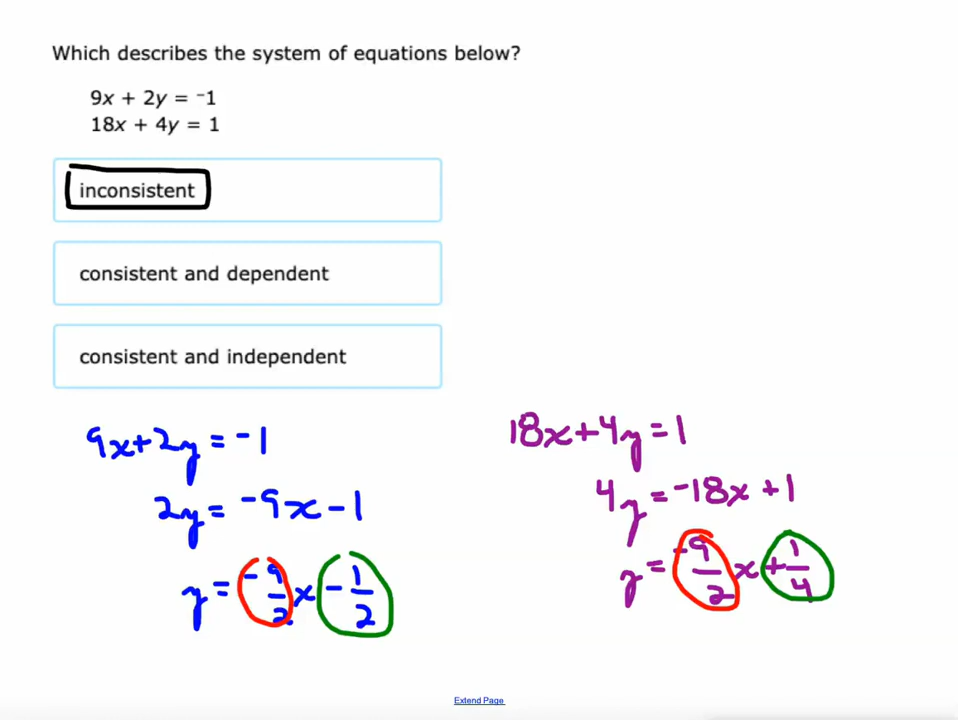 Which describes the system of equations below?
9x + 2y = ⁻1
18x + 4y = 1
inconsistent
consistent and dependent
consistent and independent
9x+2y = -1
2y = -9x - 1
y = -9/2 x - 1/2
18x+4y=1
4y = -18x + 1
y = -9/2 x + 1/4
Extend Page